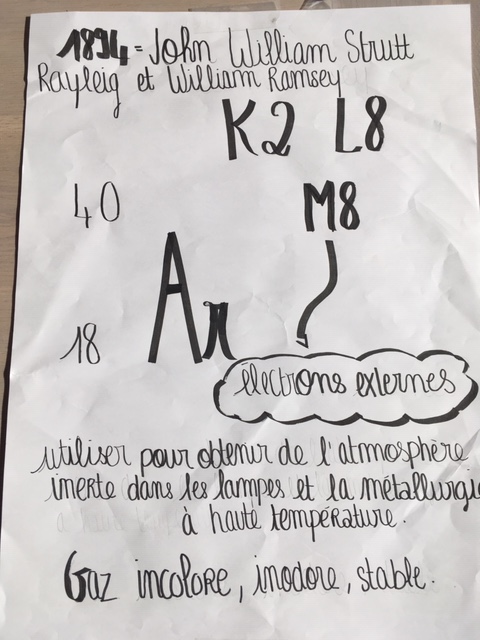 1894 = John William Strutt
Rayleig et William Ramsey
K2 L8
40
M8
Ar
18
électrons externes
utiliser pour obtenir de l'atmosphère
inerte dans les lampes et la métallurgie
à haute température.
Gaz incolore, inodore, stable.